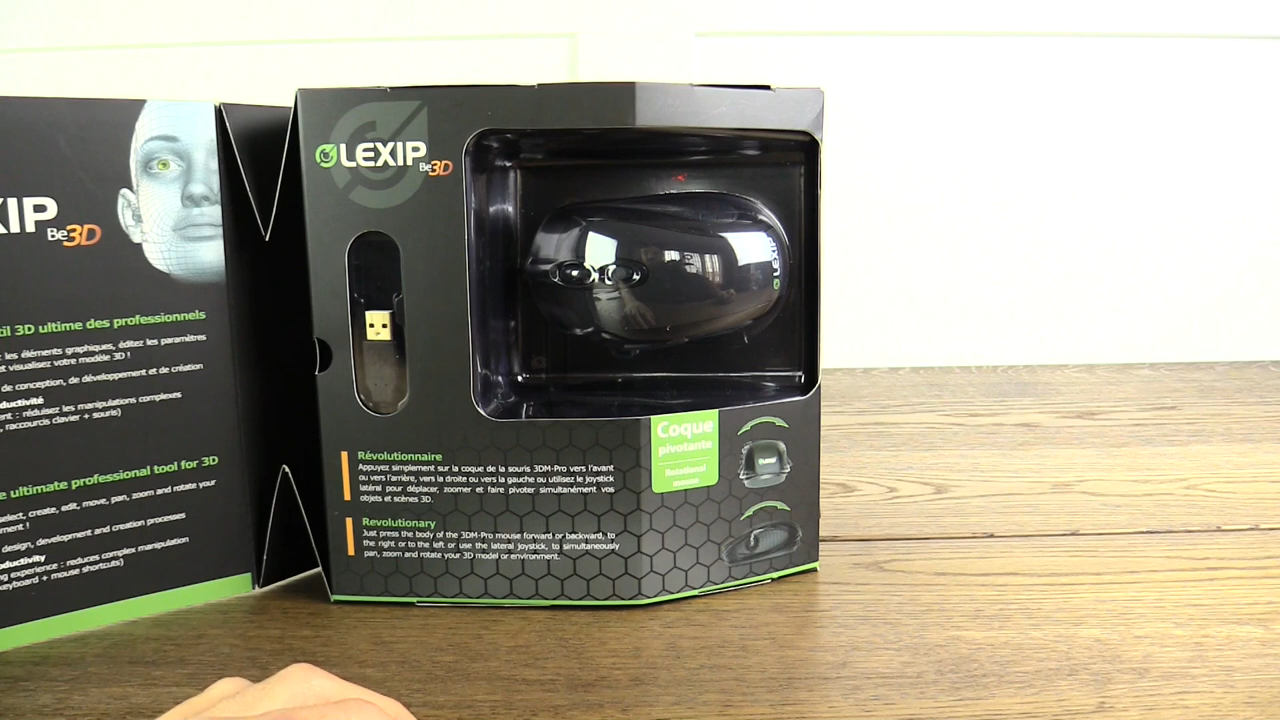 XIP
Be3D
til 3D ultime des professionnels
les éléments graphiques, éditez les paramètres
et visualisez votre modèle 3D !
de conception, de développement et de création
ductivité
ent : réduisez les manipulations complexes
raccourcis clavier + souris)
e ultimate professional tool for 3D
select, create, edit, move, pan, zoom and rotate your
ment !
design, development and creation processes
oductivity
ng experience : reduces complex manipulation
keyboard + mouse shortcuts)
LEXIP
Be3D
LEXIP
Révolutionnaire
Appuyez simplement sur la coque de la souris 3DM-Pro vers l'avant
ou vers l'arrière, vers la droite ou vers la gauche ou utilisez le joystick
latéral pour déplacer, zoomer et faire pivoter simultanément vos
objets et scènes 3D.
Revolutionary
Just press the body of the 3DM-Pro mouse forward or backward, to
the right or to the left or use the lateral joystick, to simultaneously
pan, zoom and rotate your 3D model or environment.
Coque
pivotante
Rotational
mouse